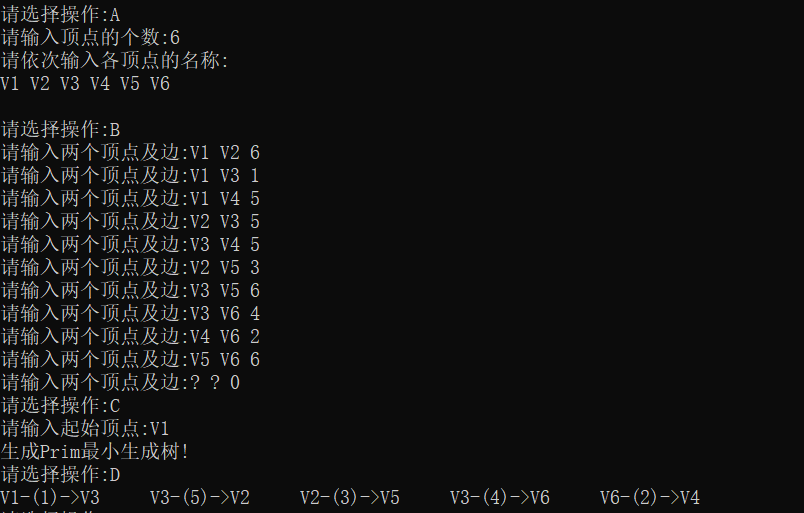 请选择操作:A
请输入顶点的个数:6
请依次输入各顶点的名称:
V1 V2 V3 V4 V5 V6
请选择操作:B
请输入两个顶点及边:V1 V2 6
请输入两个顶点及边:V1 V3 1
请输入两个顶点及边:V1 V4 5
请输入两个顶点及边:V2 V3 5
请输入两个顶点及边:V3 V4 5
请输入两个顶点及边:V2 V5 3
请输入两个顶点及边:V3 V5 6
请输入两个顶点及边:V3 V6 4
请输入两个顶点及边:V4 V6 2
请输入两个顶点及边:V5 V6 6
请输入两个顶点及边:? ? 0
请选择操作:C
请输入起始顶点:V1
生成Prim最小生成树!
请选择操作:D
V1-(1)->V3     V3-(5)->V2     V2-(3)->V5     V3-(4)->V6     V6-(2)->V4